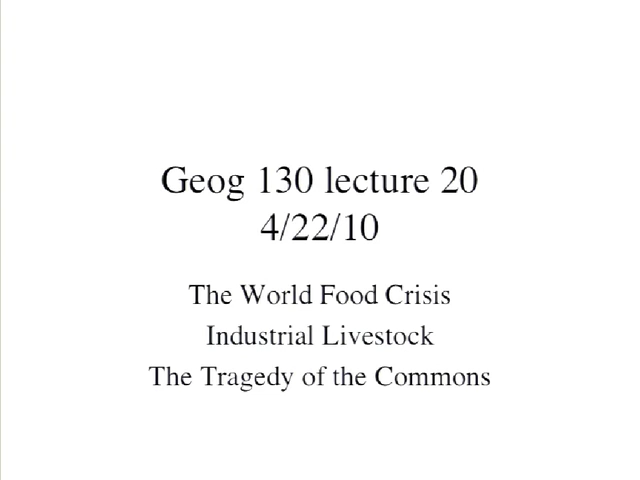 Geog 130 lecture 20
4/22/10
The World Food Crisis
Industrial Livestock
The Tragedy of the Commons